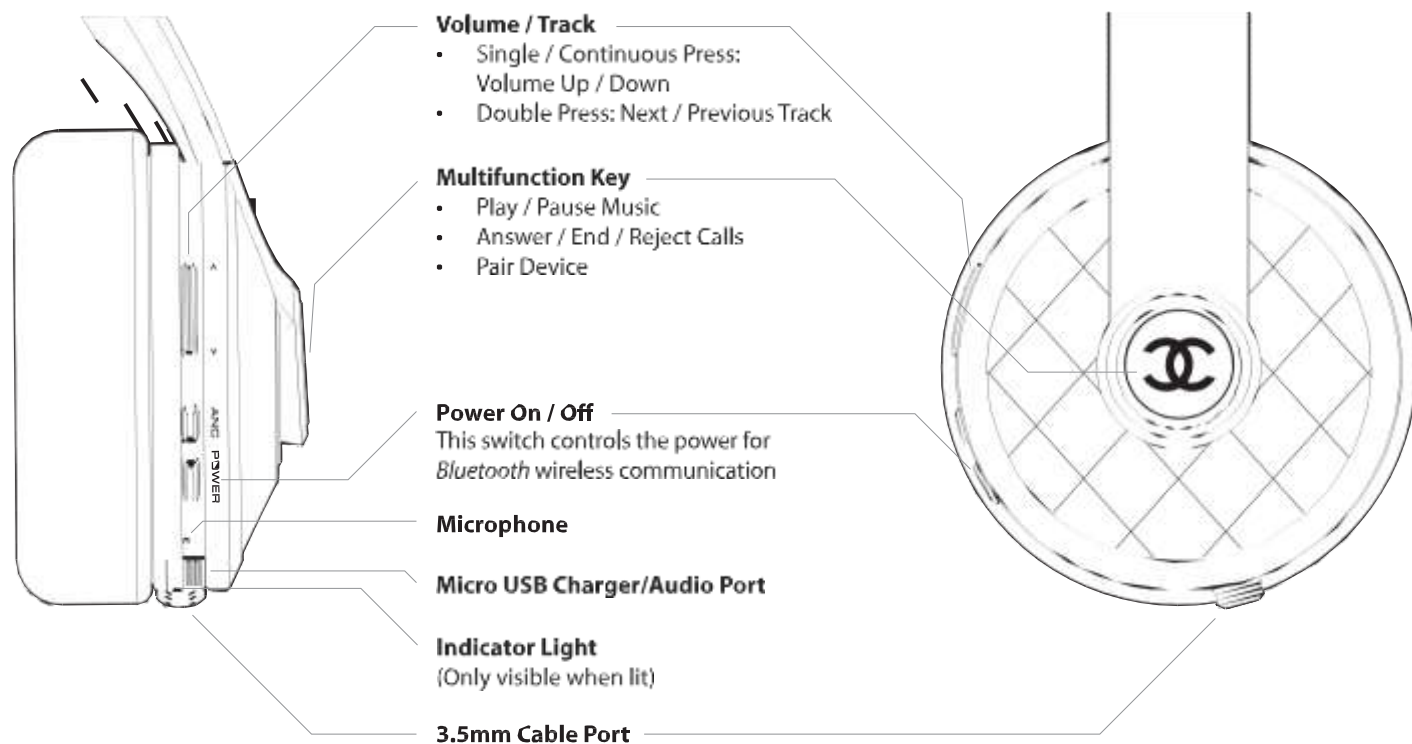 Volume / Track
• Single / Continuous Press:
Volume Up / Down
• Double Press: Next / Previous Track
Multifunction Key
• Play / Pause Music
• Answer / End / Reject Calls
• Pair Device
ANC POWER
Power On / Off
This switch controls the power for
Bluetooth wireless communication
Microphone
Micro USB Charger/Audio Port
Indicator Light
(Only visible when lit)
3.5mm Cable Port